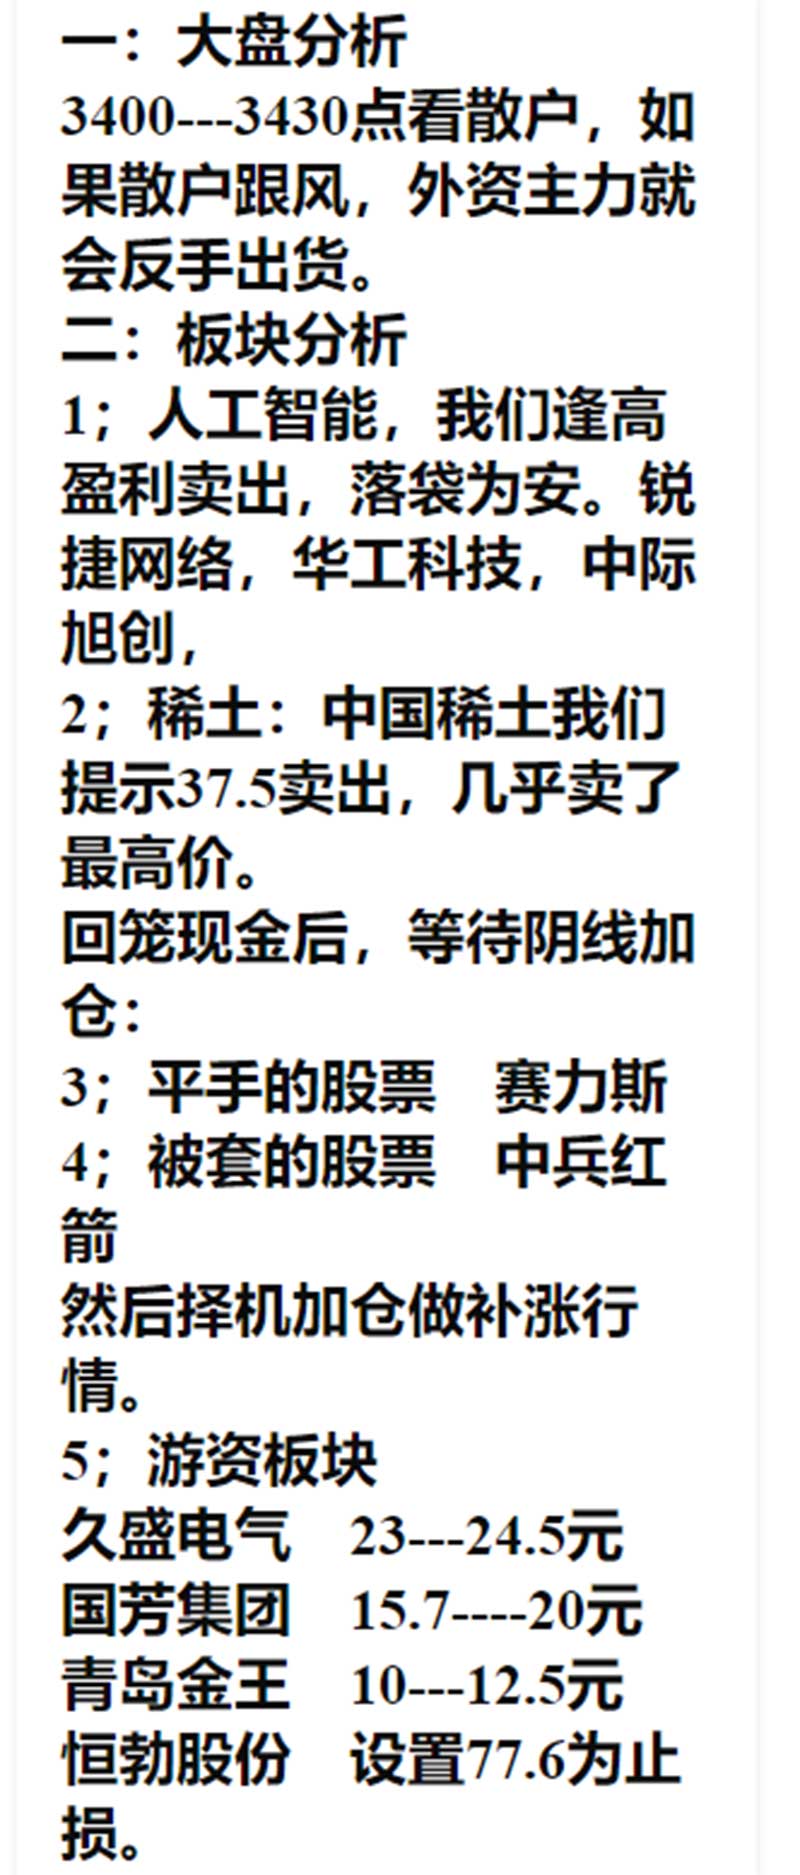 一：大盘分析
3400---3430点看散户，如
果散户跟风，外资主力就
会反手出货。
二：板块分析
1；人工智能，我们逢高
盈利卖出，落袋为安。锐
捷网络，华工科技，中际
旭创，
2；稀土：中国稀土我们
提示37.5卖出，几乎卖了
最高价。
回笼现金后，等待阴线加
仓：
3；平手的股票　赛力斯
4；被套的股票　中兵红
箭
然后择机加仓做补涨行
情。
5；游资板块
久盛电气　23---24.5元
国芳集团　15.7----20元
青岛金王　10---12.5元
恒勃股份　设置77.6为止
损。